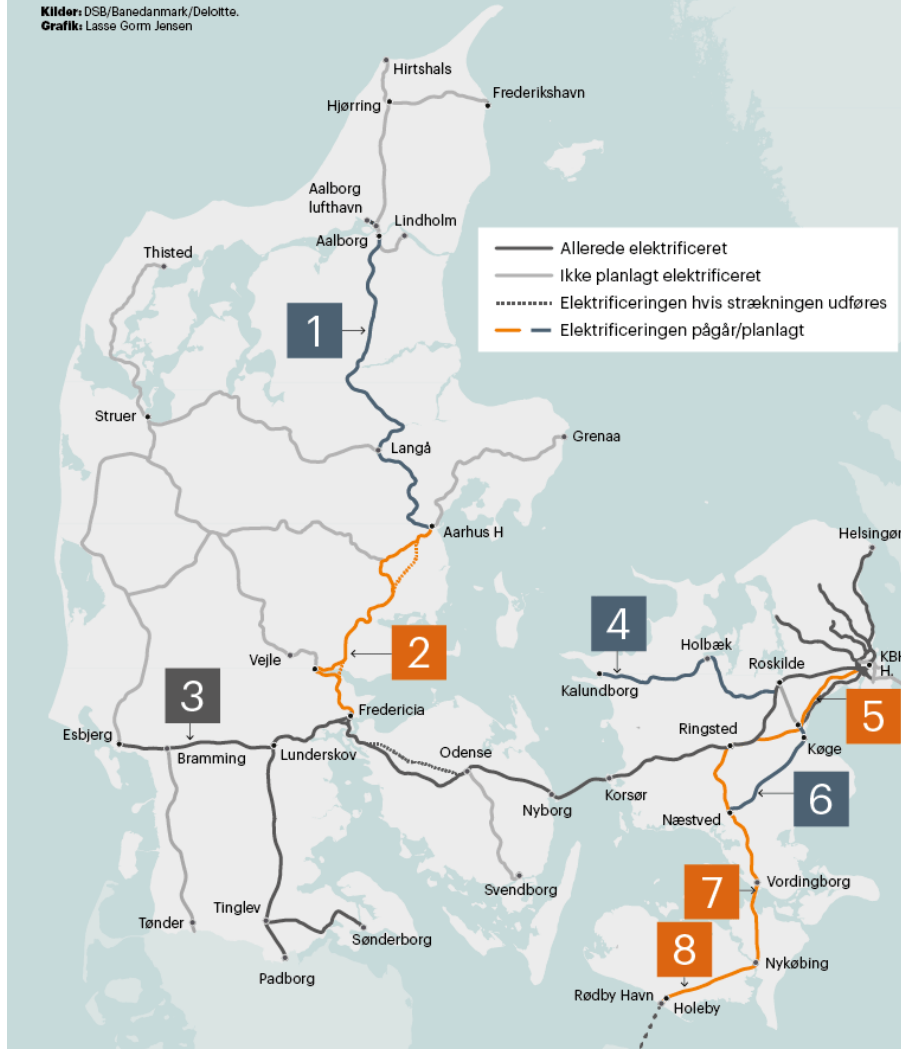 Kilder: DSB/Banedanmark/Deloitte.
Grafik: Lasse Gorm Jensen
Hirtshals
Hjørring
Frederikshavn
Aalborg
lufthavn
Lindholm
Aalborg
Thisted
Allerede elektrificeret
Ikke planlagt elektrificeret
Elektrificeringen hvis strækningen udføres
Elektrificeringen pågår/planlagt
1
Struer
Langå
Grenaa
Aarhus H
Helsingør
4
Holbæk
Roskilde
KBH
H.
Vejle
2
Kalundborg
3
Fredericia
5
Esbjerg
Bramming
Lunderskov
Odense
Ringsted
Køge
Nyborg
Korsør
6
Næstved
Svendborg
7
Vordingborg
Tønder
Tinglev
Sønderborg
Padborg
8
Nykøbing
Rødby Havn
Holeby